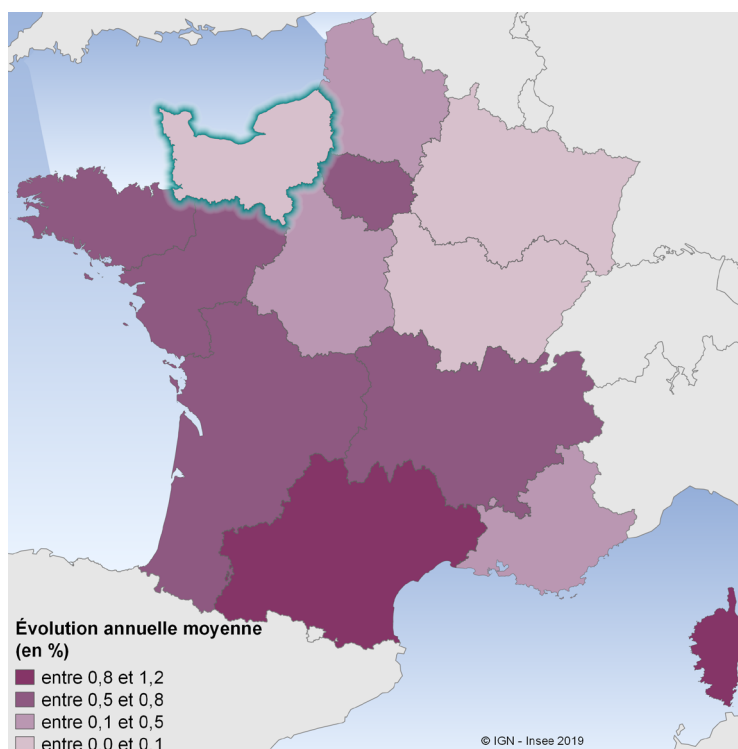 Évolution annuelle moyenne
(en %)
entre 0,8 et 1,2
entre 0,5 et 0,8
entre 0,1 et 0,5
entre 0,0 et 0,1
© IGN - Insee 2019